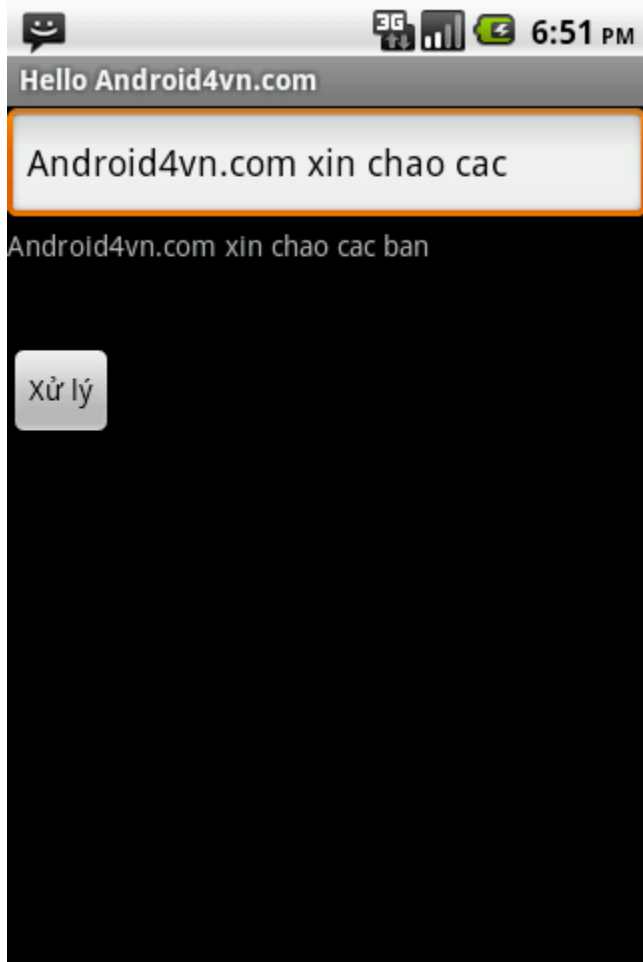 3G 6:51 PM
Hello Android4vn.com
Android4vn.com xin chao cac
Android4vn.com xin chao cac ban
Xử lý